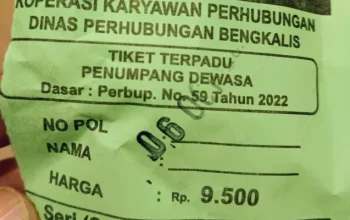 KOPERASI KARYAWAN PERHUBUNGAN
DINAS PERHUBUNGAN BENGKALIS
TIKET TERPADU
PENUMPANG DEWASA
Dasar : Perbup. No. 59 Tahun 2022
NO POL
NAMA :
HARGA : Rp. 9.500
Seri